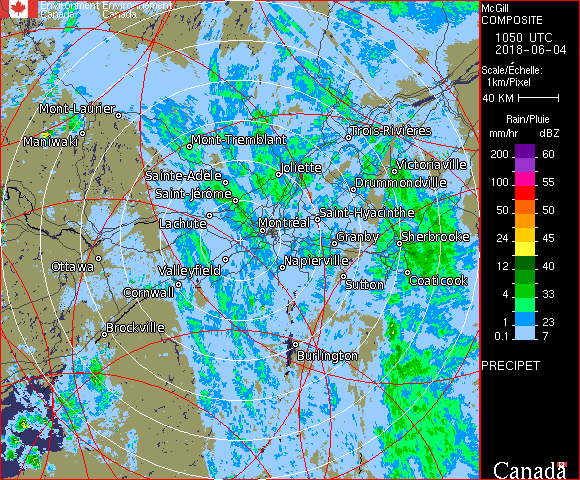 Environment Environnement
Canada Canada
McGill
COMPOSITE
1050 UTC
2018-06-04
Scale/Échelle:
1km/Pixel
40 KM
Rain/Pluie
mm/hr dBZ
200 60
100 55
50 50
24 45
12 40
4 33
1 23
0.1 7
PRECIPET
Canada
Mont-Laurier
Maniwaki
Mont-Tremblant
Trois-Rivières
Joliette
Victoriaville
Sainte-Adèle
Drummondville
Saint-Jérôme
Saint-Hyacinthe
Lachute
Montréal
Granby
Sherbrooke
Ottawa
Valleyfield
Napierville
Coaticook
Cornwall
Sutton
Brockville
Burlington